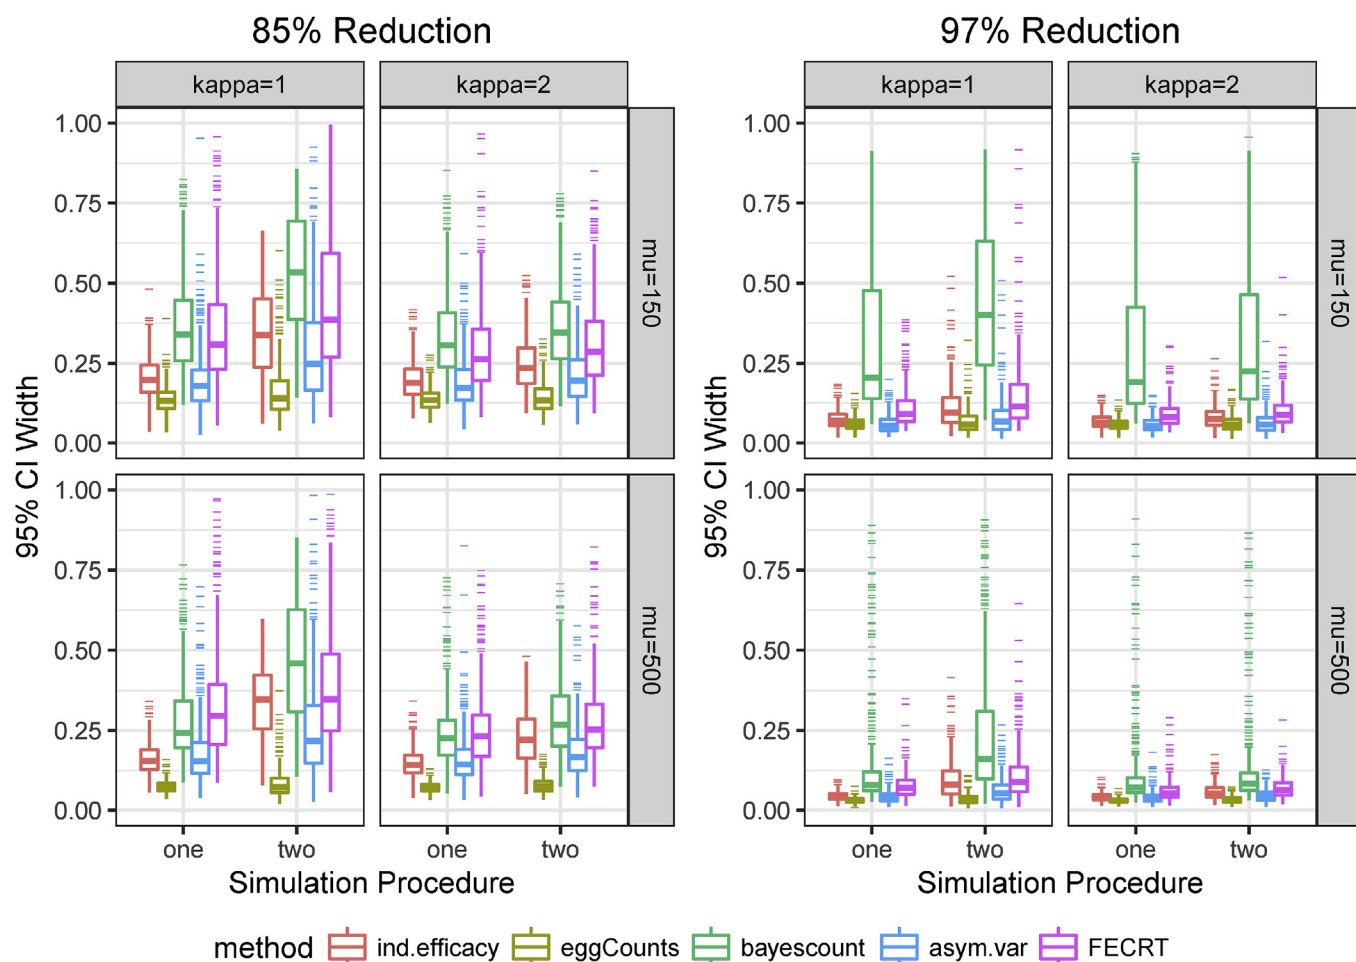 85% Reduction
97% Reduction
kappa=1
kappa=2
kappa=1
kappa=2
1.00
0.75
0.50
0.25
0.00
mu=150
1.00
0.75
0.50
0.25
0.00
mu=150
95% CI Width
95% CI Width
1.00
0.75
0.50
0.25
0.00
mu=500
1.00
0.75
0.50
0.25
0.00
mu=500
one two one two
one two one two
Simulation Procedure
Simulation Procedure
method ind.efficacy eggCounts bayescount asym.var FECRT